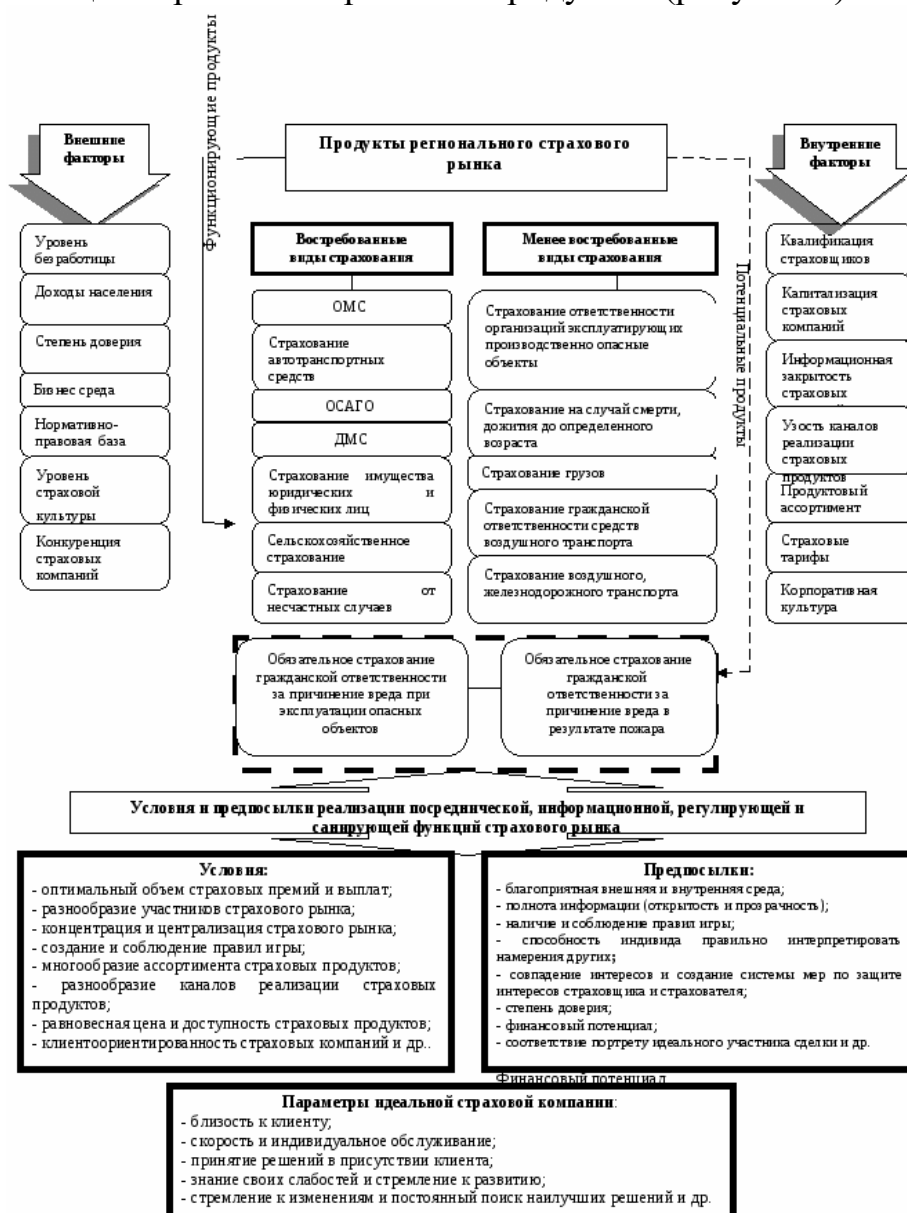 Функционирующие продукты
Внешние
факторы
Продукты регионального страхового
рынка
Внутренние
факторы
Уровень
безработицы
Доходы населения
Степень доверия
Бизнес среда
Нормативно-
правовая база
Уровень
страховой
культуры
Конкуренция
страховых
компаний
Востребованные
виды страхования
ОМС
Страхование
автотранспортных
средств
ОСАГО
ДМС
Страхование имущества
юридических и
физических лиц
Сельскохозяйственное
страхование
Страхование от
несчастных случаев
Менее востребованные
виды страхования
Страхование ответственности
организаций эксплуатирующих
производственно опасные
объекты
Страхование на случай смерти,
дожития до определенного
возраста
Страхование грузов
Страхование гражданской
ответственности средств
воздушного транспорта
Страхование воздушного,
железнодорожного транспорта
Потенциальные продукты
Квалификация
страховщиков
Капитализация
страховых
компаний
Информационная
закрытость
страховых
Узость каналов
реализации
страховых
продуктов
Продуктовый
ассортимент
Страховые
тарифы
Корпоративная
культура
Обязательное страхование
гражданской ответственности
за причинение вреда при
эксплуатации опасных
объектов
Обязательное страхование
гражданской
ответственности за
причинение вреда в
результате пожара
Условия и предпосылки реализации посреднической, информационной, регулирующей и
санирующей функций страхового рынка
Условия:
- оптимальный объем страховых премий и выплат;
- разнообразие участников страхового рынка;
- концентрация и централизация страхового рынка;
- создание и соблюдение правил игры;
- многообразие ассортимента страховых продуктов;
- разнообразие каналов реализации страховых
продуктов;
- равновесная цена и доступность страховых продуктов;
- клиентоориентированность страховых компаний и др..
Предпосылки:
- благоприятная внешняя и внутренняя среда;
- полнота информации (открытость и прозрачность);
- наличие и соблюдение правил игры;
- способность индивида правильно интерпретировать
намерения других;
- совпадение интересов и создание системы мер по защите
интересов страховщика и страхователя;
- степень доверия;
- финансовый потенциал;
- соответствие портрету идеального участника сделки и др.
Финансовый потенциал
Параметры идеальной страховой компании:
- близость к клиенту;
- скорость и индивидуальное обслуживание;
- принятие решений в присутствии клиента;
- знание своих слабостей и стремление к развитию;
- стремление к изменениям и постоянный поиск наилучших решений и др.